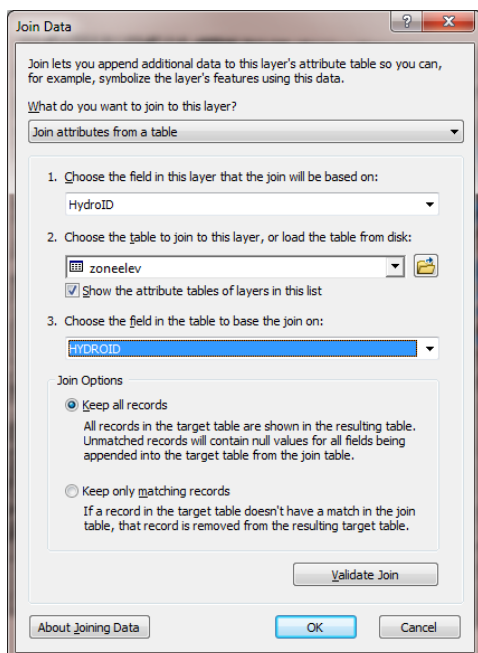 Join Data
Join lets you append additional data to this layer's attribute table so you can,
for example, symbolize the layer's features using this data.
What do you want to join to this layer?
Join attributes from a table
1. Choose the field in this layer that the join will be based on:
HydroID
2. Choose the table to join to this layer, or load the table from disk:
zoneelev
Show the attribute tables of layers in this list
3. Choose the field in the table to base the join on:
HYDROID
Join Options
Keep all records
All records in the target table are shown in the resulting table.
Unmatched records will contain null values for all fields being
appended into the target table from the join table.
Keep only matching records
If a record in the target table doesn't have a match in the join
table, that record is removed from the resulting target table.
Validate Join
About Joining Data OK Cancel